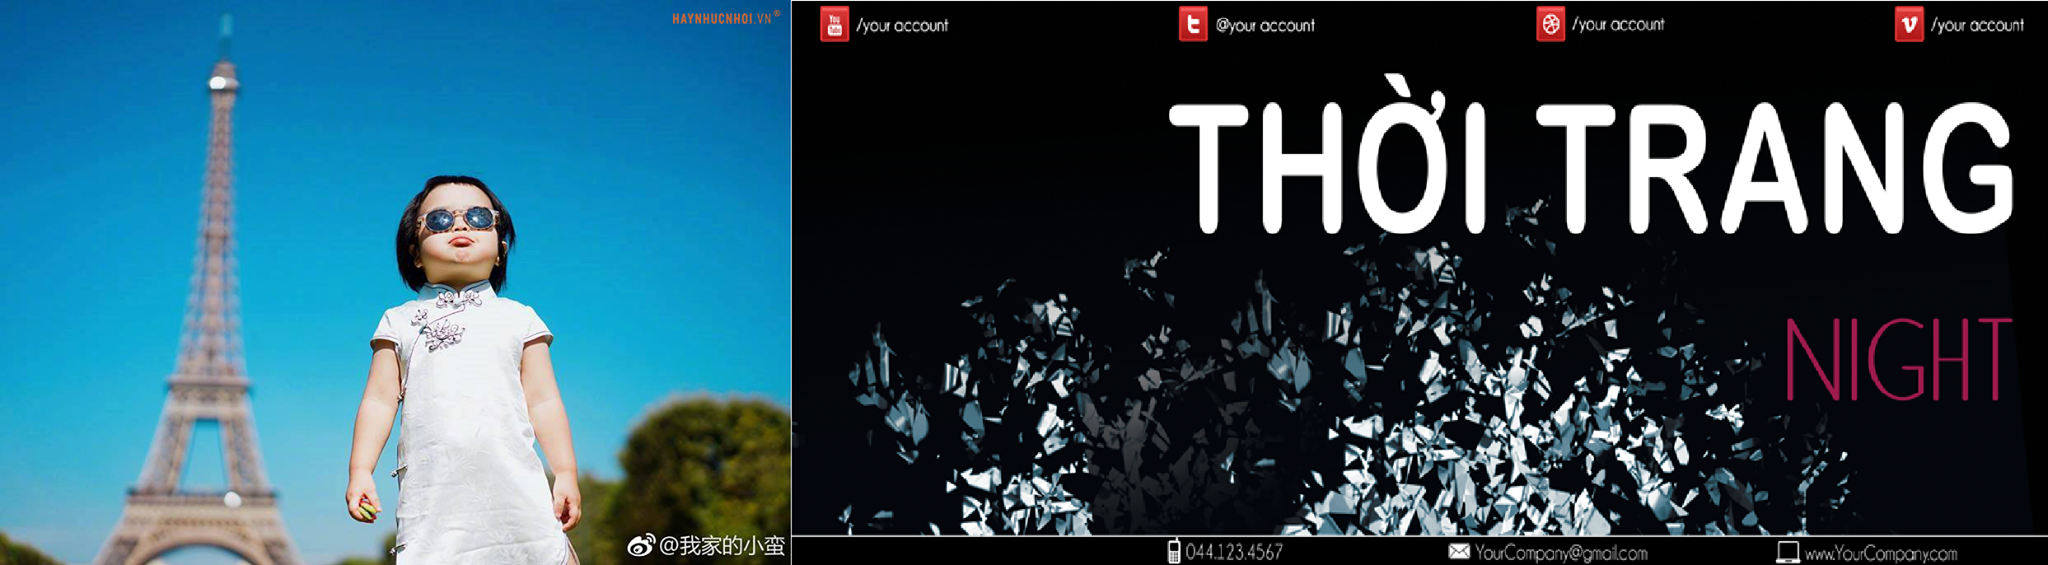 HAYNHUCNHOI.VN®
@我家的小蛮
You Tube /your account
@your account
/your account
/your account
THỜI TRANG
NIGHT
044.123.4567
YourCompany@gmail.com
www.YourCompany.com